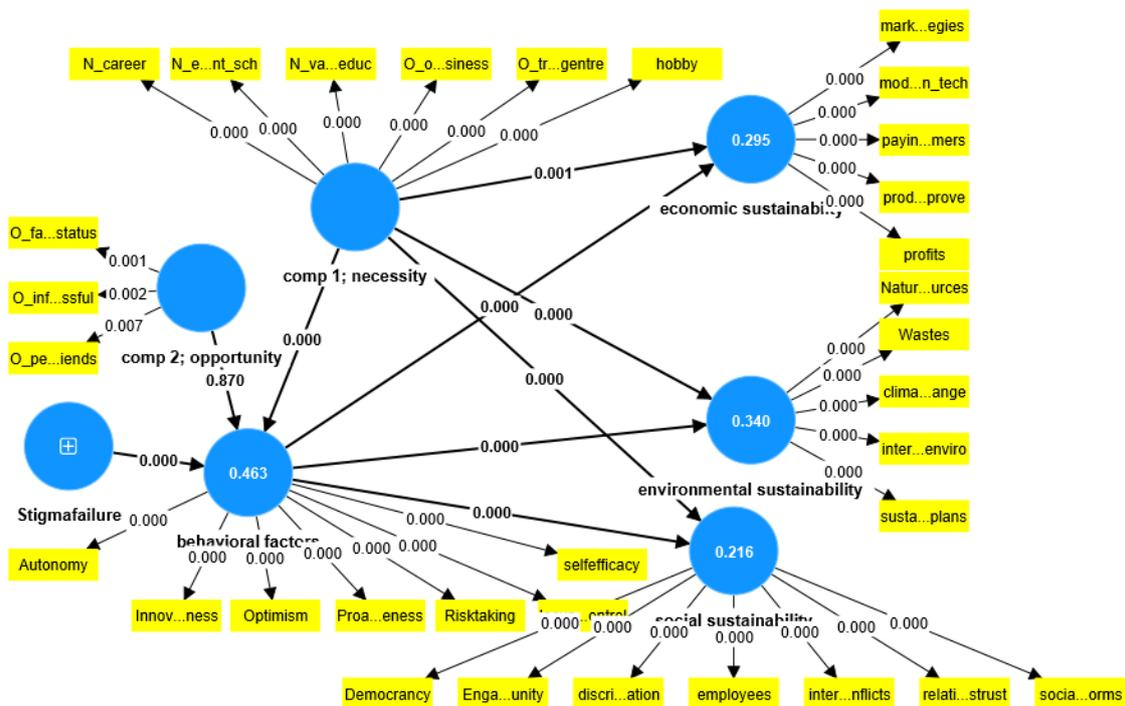 mark...egies
N_career
N_e...nt_sch
N_va...educ
O_o...siness
O_tr...gentre
hobby
0.000
mod...n_tech
0.000
0.000
0.000
0.000
0.000
0.000
0.000
0.000
0.295
0.000
payin...mers
0.001
0.000
prod...prove
0.000
economic sustainability
O_fa...status
profits
0.001
comp 1; necessity
Natur...urces
O_inf...ssful
0.002
0.000
0.000
0.007
0.000
Wastes
O_pe...iends
comp 2; opportunity
0.000
0.000
0.870
0.000
0.000
clima...ange
0.340
0.000
0.000
inter...enviro
0.000
0.000
0.463
0.000
environmental sustainability
Stigmafailure
0.000
0.000
0.000
susta...plans
behavioral factors
0.000
0.000
0.000
0.000
0.000
0.216
Autonomy
selfefficacy
Innov...ness
Optimism
Proa...eness
Risktaking
...ontrol
social sustainability
0.000
0.000
0.000
0.000
0.000
0.000
0.000
Democrancy
Enga...unity
discri...ation
employees
inter...nflicts
relati...strust
socia...orms